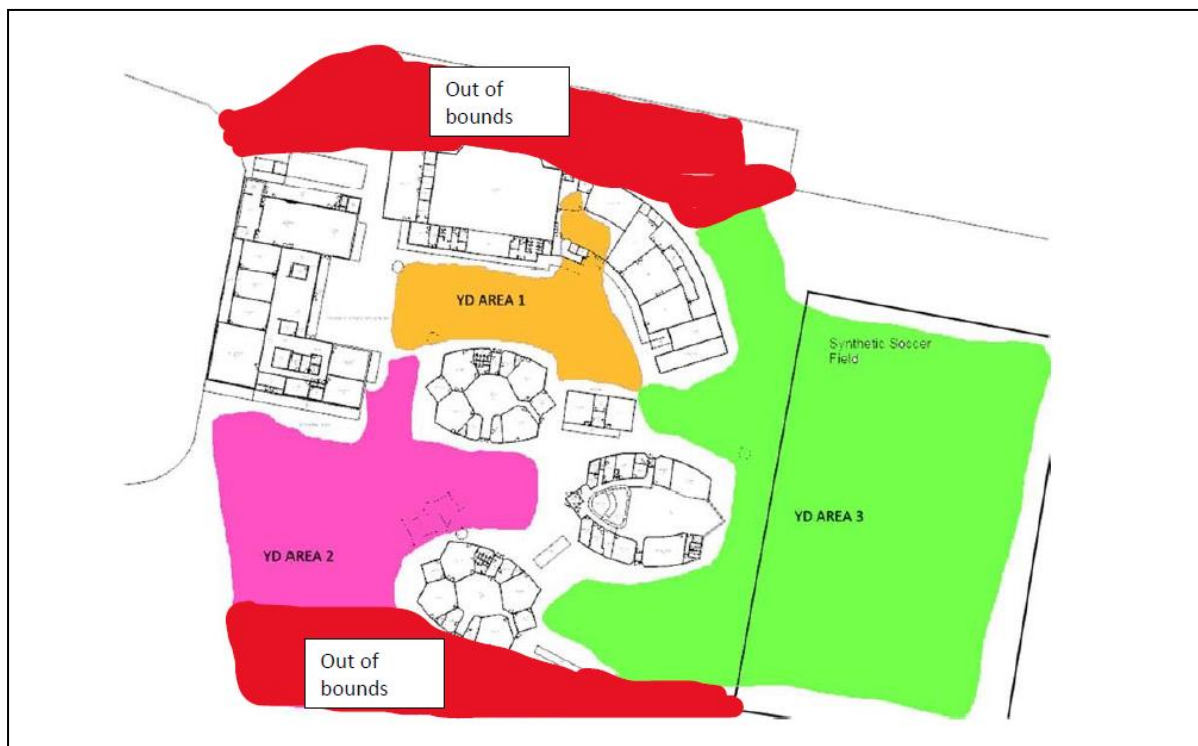 Out of
bounds
YD AREA 1
Synthetic Soccer
Field
YD AREA 3
YD AREA 2
Out of
bounds